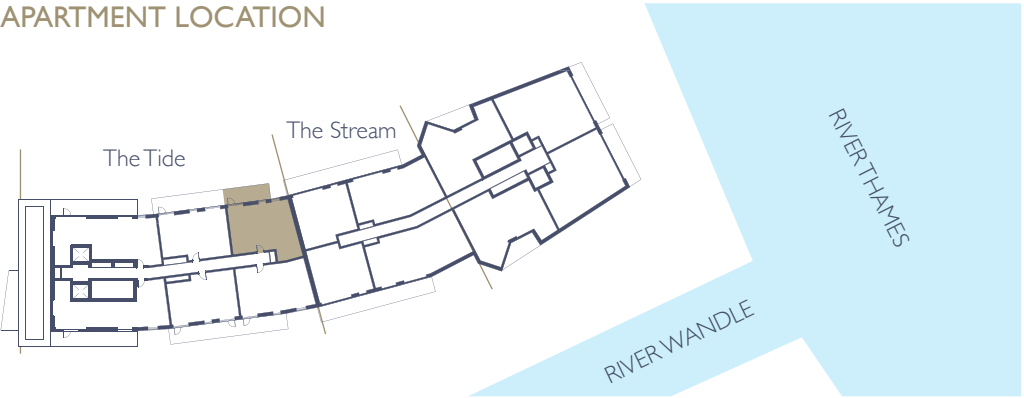 APARTMENT LOCATION
The Stream
The Tide
RIVER THAMES
RIVER WANDLE